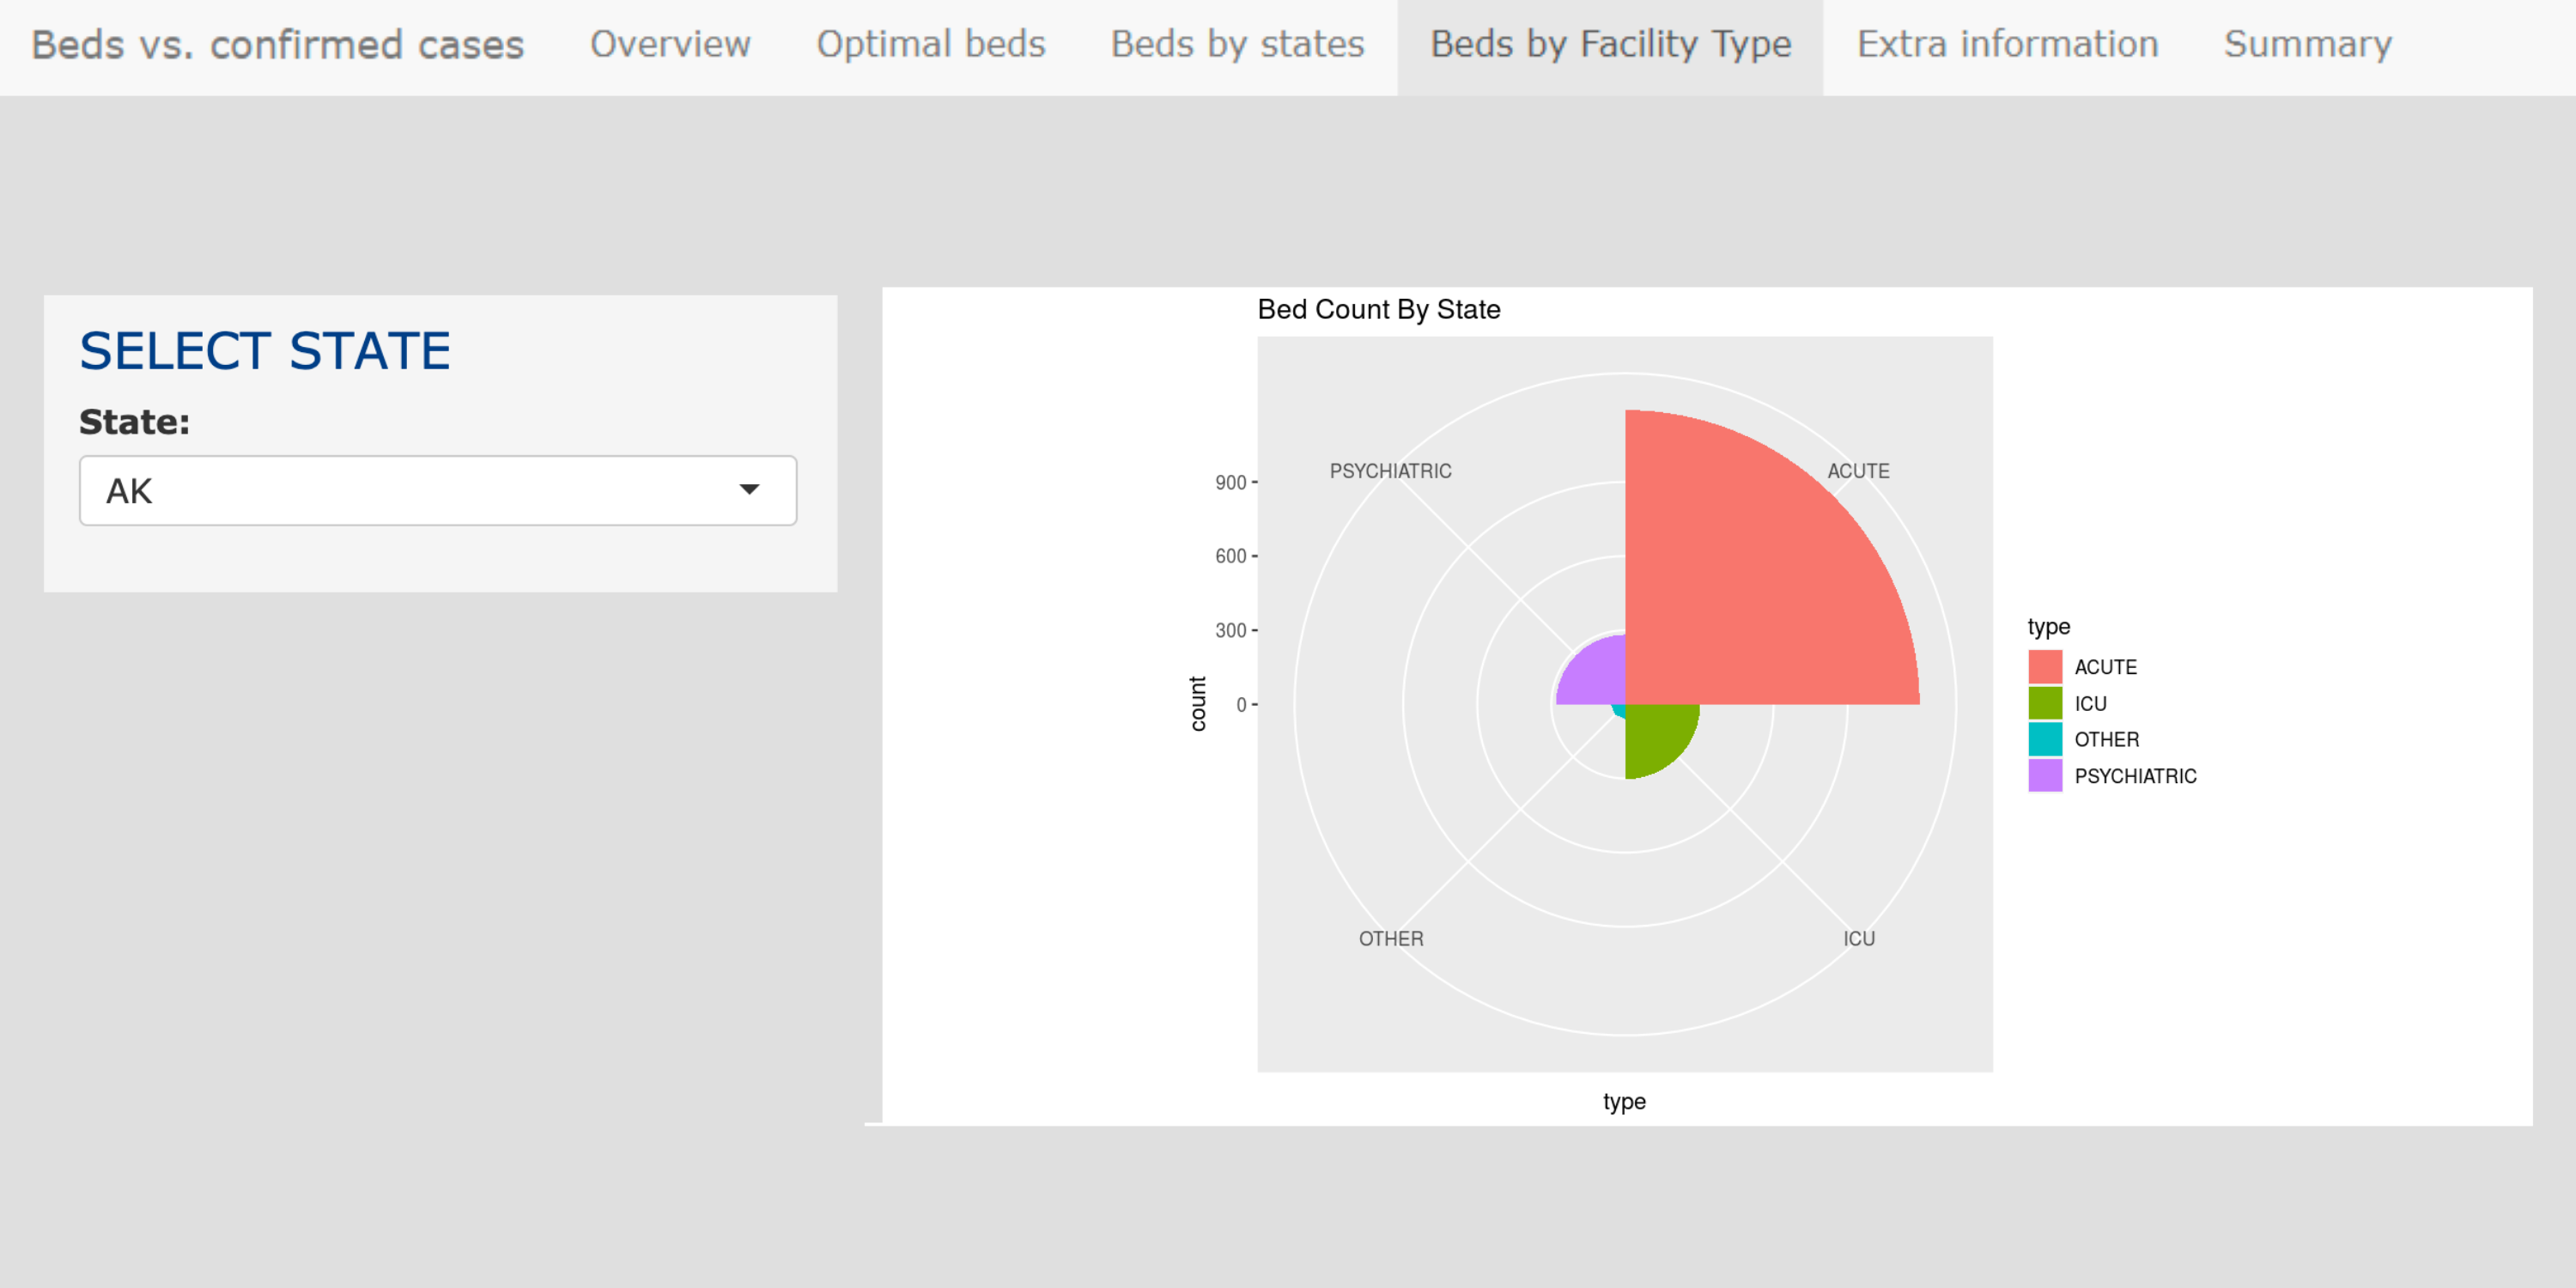 Beds vs. confirmed cases Overview Optimal beds Beds by states Beds by Facility Type Extra information Summary
SELECT STATE
State:
AK
Bed Count By State
PSYCHIATRIC
ACUTE
900
600
300
0
count
OTHER
ICU
type
type
ACUTE
ICU
OTHER
PSYCHIATRIC